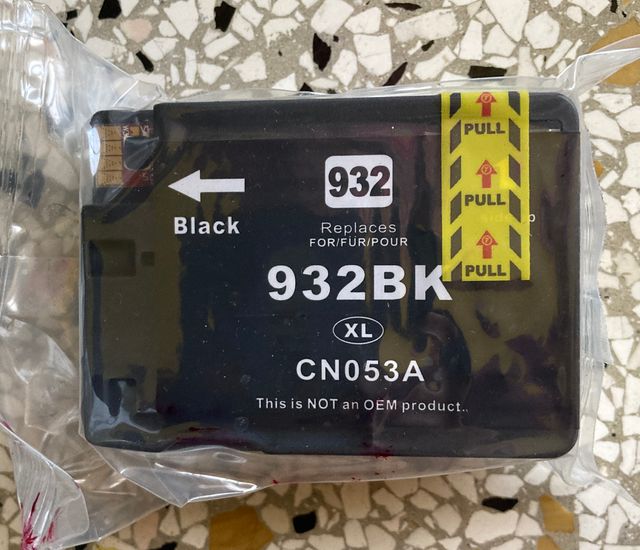 PULL
PULL
PULL
932
Black
Replaces
FOR/FÜR/POUR
932BK
XL
CN053A
This is NOT an OEM product..